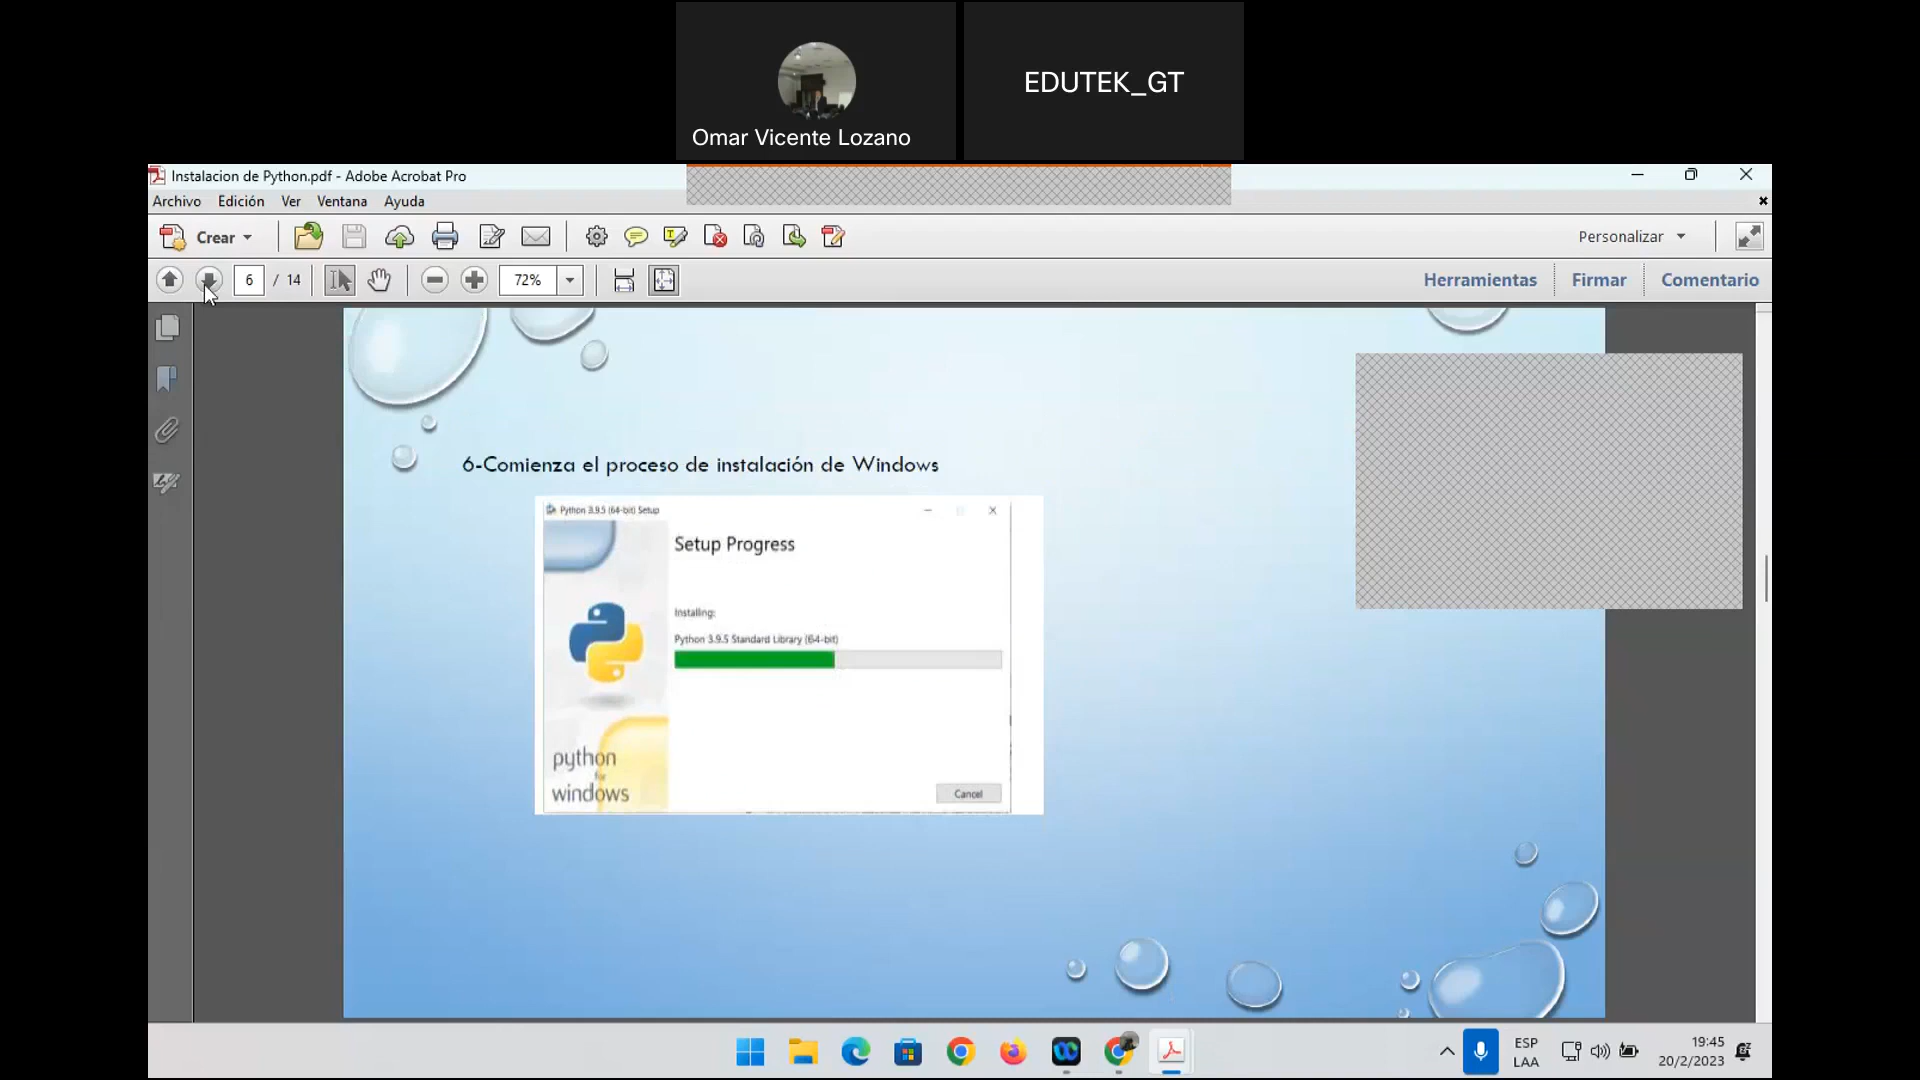 EDUTEK_GT
Omar Vicente Lozano
Instalacion de Python.pdf - Adobe Acrobat Pro
Archivo Edición Ver Ventana Ayuda
Crear
Personalizar
6 / 14
72%
Herramientas Firmar Comentario
6-Comienza el proceso de instalación de Windows
Python 3.9.5 (64-bit) Setup
Setup Progress
Installing:
Python 3.9.5 Standard Library (64-bit)
python
for
windows
Cancel
ESP
LAA
19:45
20/2/2023